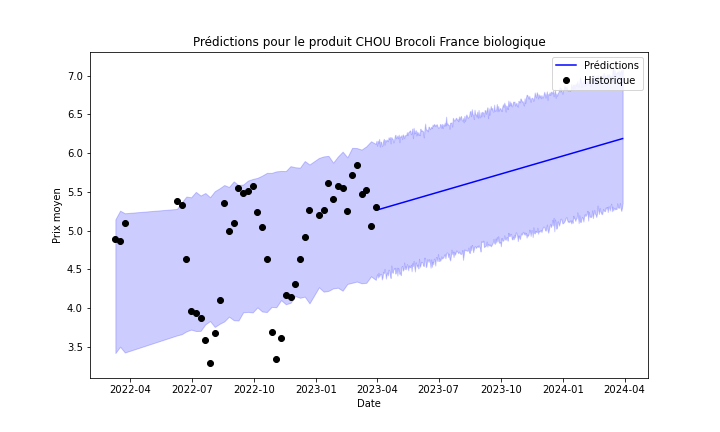 Prédictions pour le produit CHOU Brocoli France biologique
Prédictions
Historique
Prix moyen
7.0
6.5
6.0
5.5
5.0
4.5
4.0
3.5
2022-04 2022-07 2022-10 2023-01 2023-04 2023-07 2023-10 2024-01 2024-04
Date